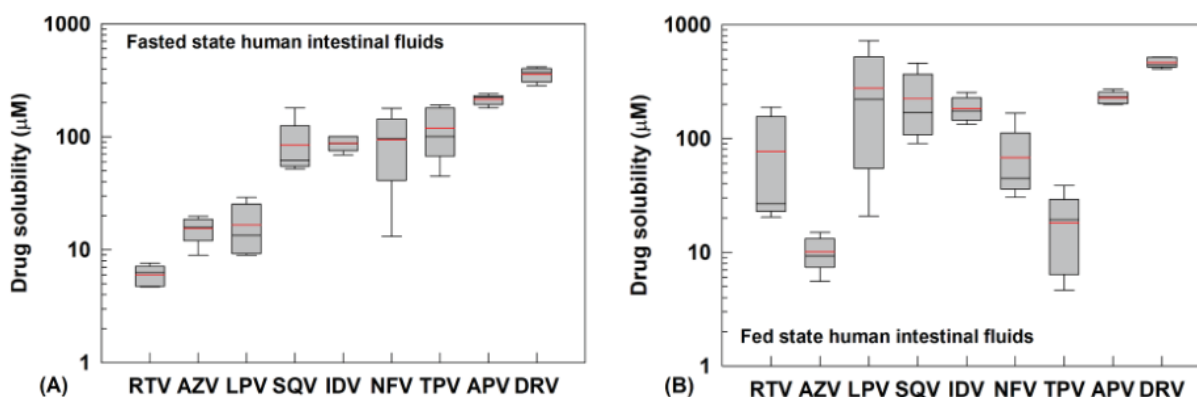 1000
100
10
1
Drug solubility (µM)
Fasted state human intestinal fluids
RTV AZV LPV SQV IDV NFV TPV APV DRV
(A)
1000
100
10
1
Drug solubility (µM)
Fed state human intestinal fluids
RTV AZV LPV SQV IDV NFV TPV APV DRV
(B)